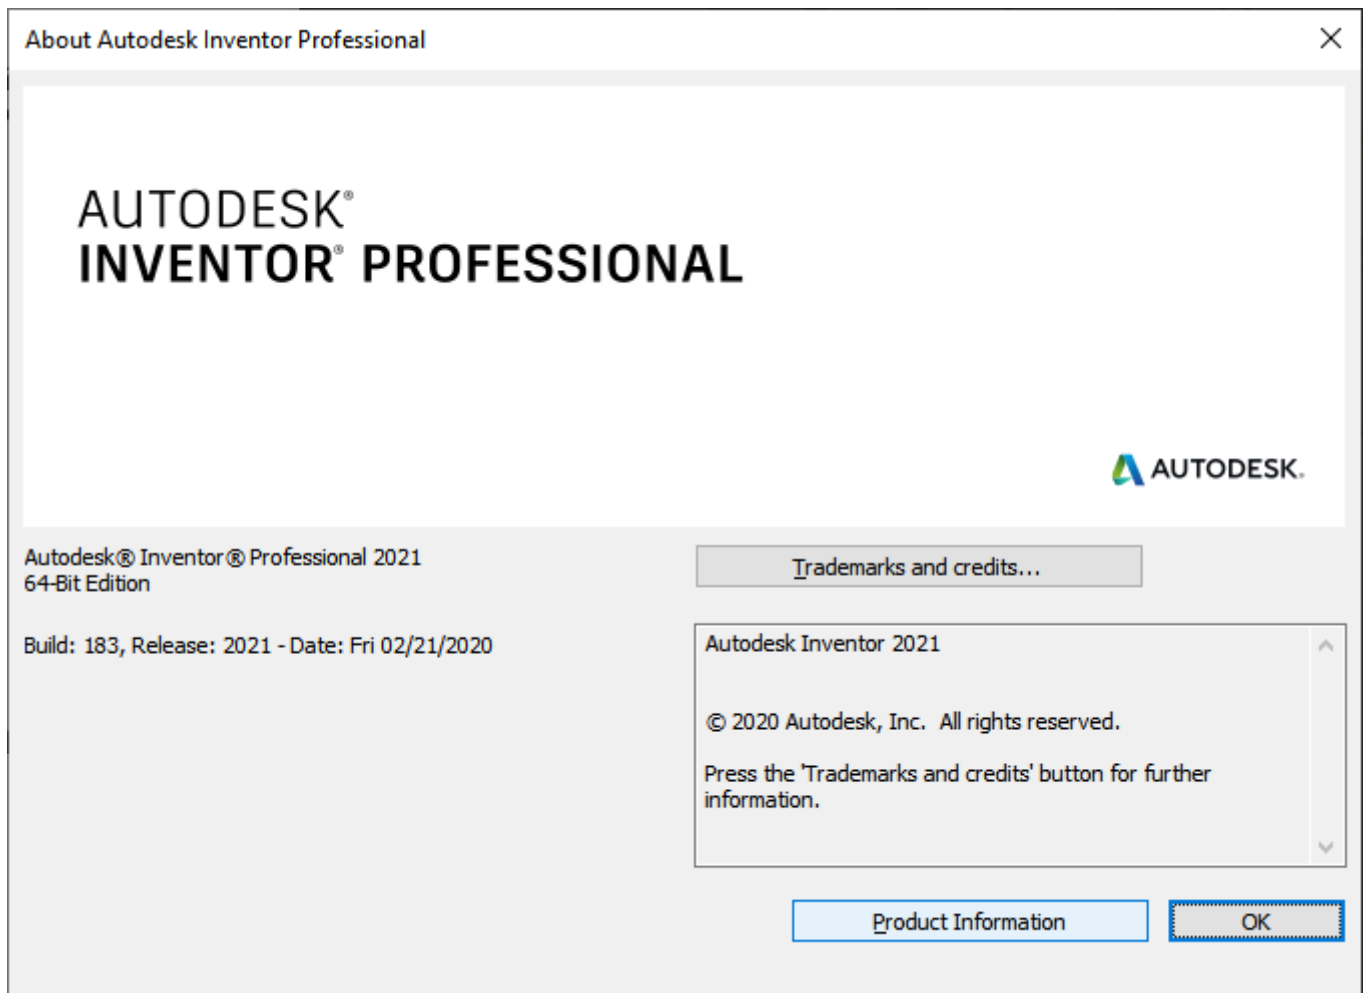 About Autodesk Inventor Professional
AUTODESK®
INVENTOR® PROFESSIONAL
AUTODESK.
Autodesk® Inventor® Professional 2021
64-Bit Edition
Trademarks and credits...
Build: 183, Release: 2021 - Date: Fri 02/21/2020
Autodesk Inventor 2021
© 2020 Autodesk, Inc.  All rights reserved.
Press the 'Trademarks and credits' button for further
information.
Product Information
OK